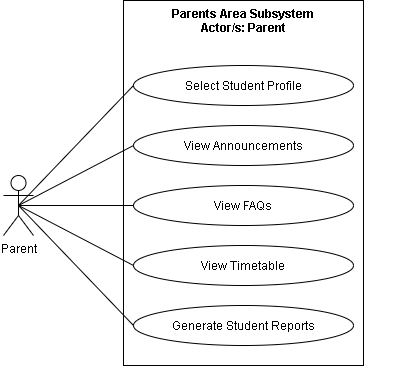 Parents Area Subsystem
Actor/s: Parent
Select Student Profile
View Announcements
View FAQs
View Timetable
Generate Student Reports
Parent